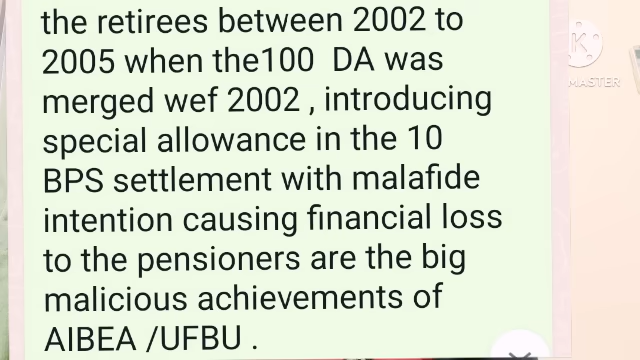 the retirees between 2002 to
2005 when the100  DA was
merged wef 2002 , introducing
special allowance in the 10
BPS settlement with malafide
intention causing financial loss
to the pensioners are the big
malicious achievements of
AIBEA /UFBU .
K
MASTER